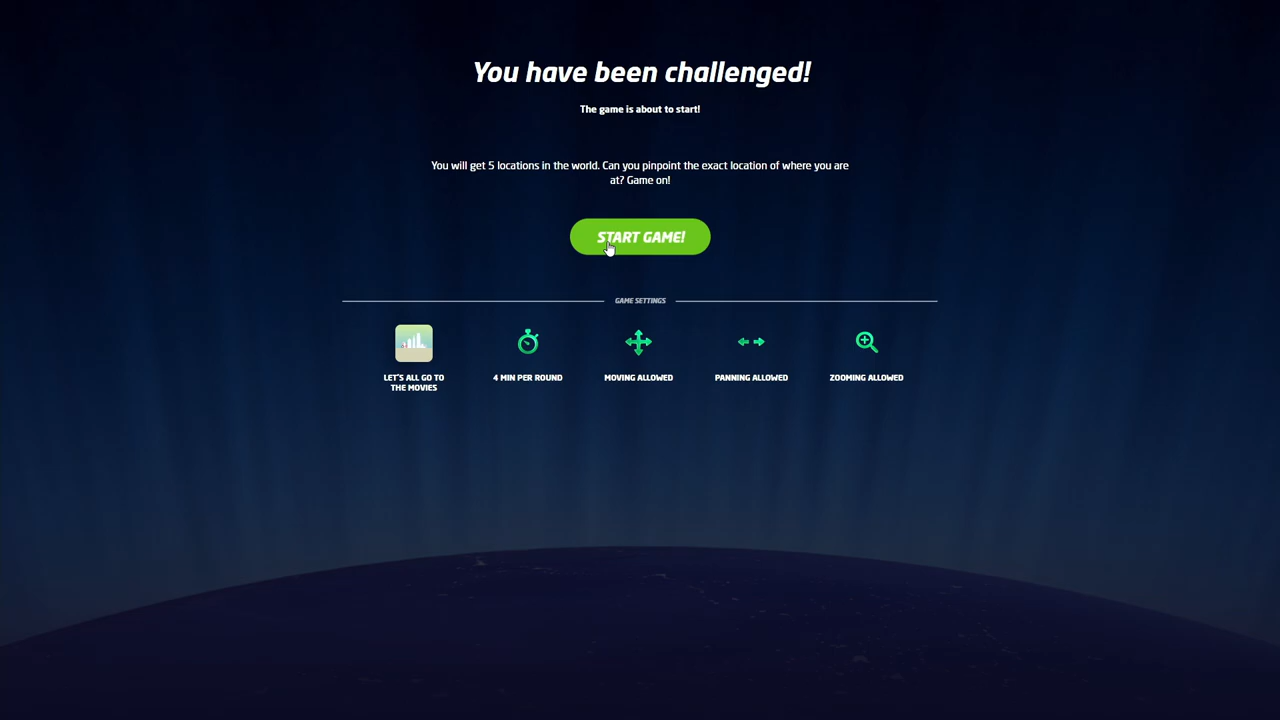 You have been challenged!
The game is about to start!
You will get 5 locations in the world. Can you pinpoint the exact location of where you are
at? Game on!
START GAME!
GAME SETTINGS
LET'S ALL GO TO
THE MOVIES
4 MIN PER ROUND
MOVING ALLOWED
PANNING ALLOWED
ZOOMING ALLOWED